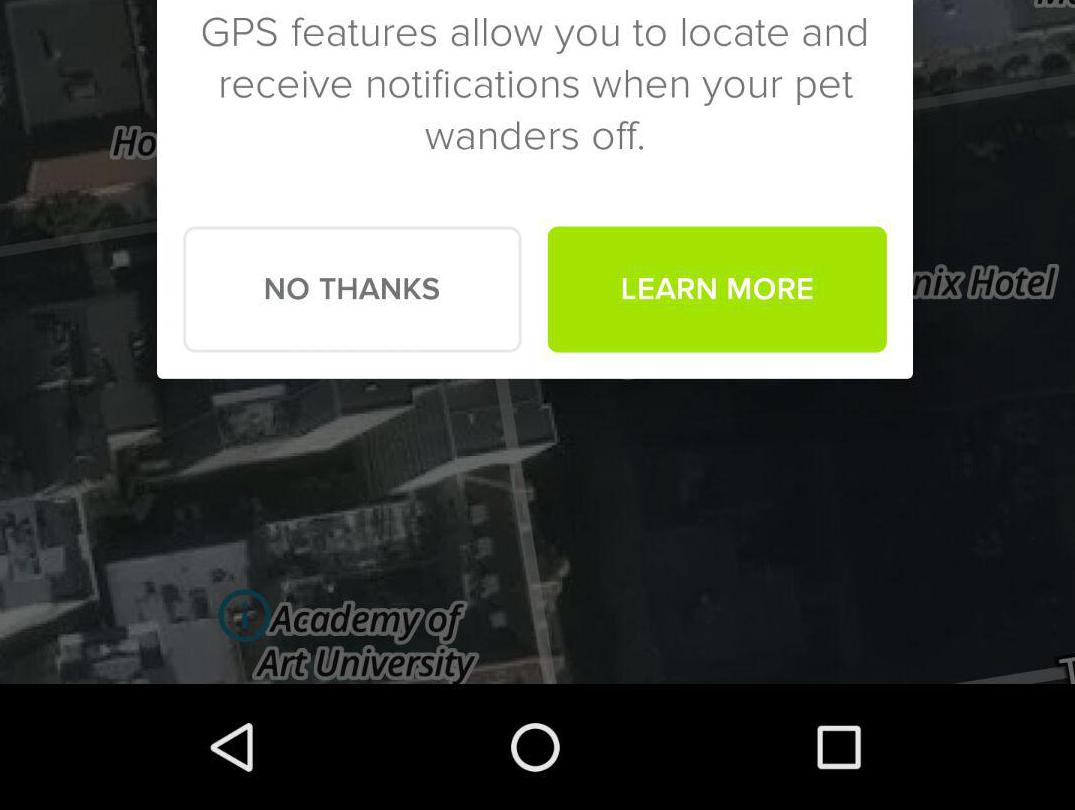 GPS features allow you to locate and
receive notifications when your pet
wanders off.
Ho
NO THANKS
LEARN MORE
nix Hotel
Academy of
Art University